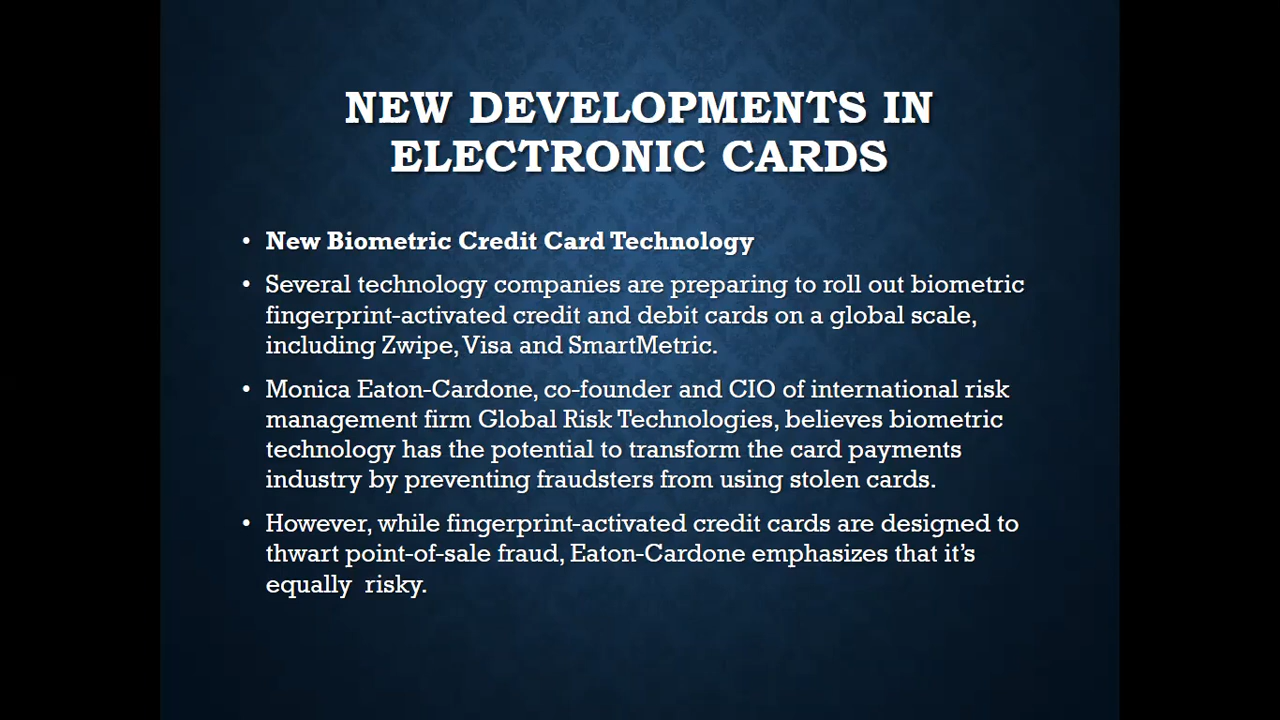 NEW DEVELOPMENTS IN
ELECTRONIC CARDS
• New Biometric Credit Card Technology
• Several technology companies are preparing to roll out biometric
fingerprint-activated credit and debit cards on a global scale,
including Zwipe, Visa and SmartMetric.
• Monica Eaton-Cardone, co-founder and CIO of international risk
management firm Global Risk Technologies, believes biometric
technology has the potential to transform the card payments
industry by preventing fraudsters from using stolen cards.
• However, while fingerprint-activated credit cards are designed to
thwart point-of-sale fraud, Eaton-Cardone emphasizes that it’s
equally  risky.